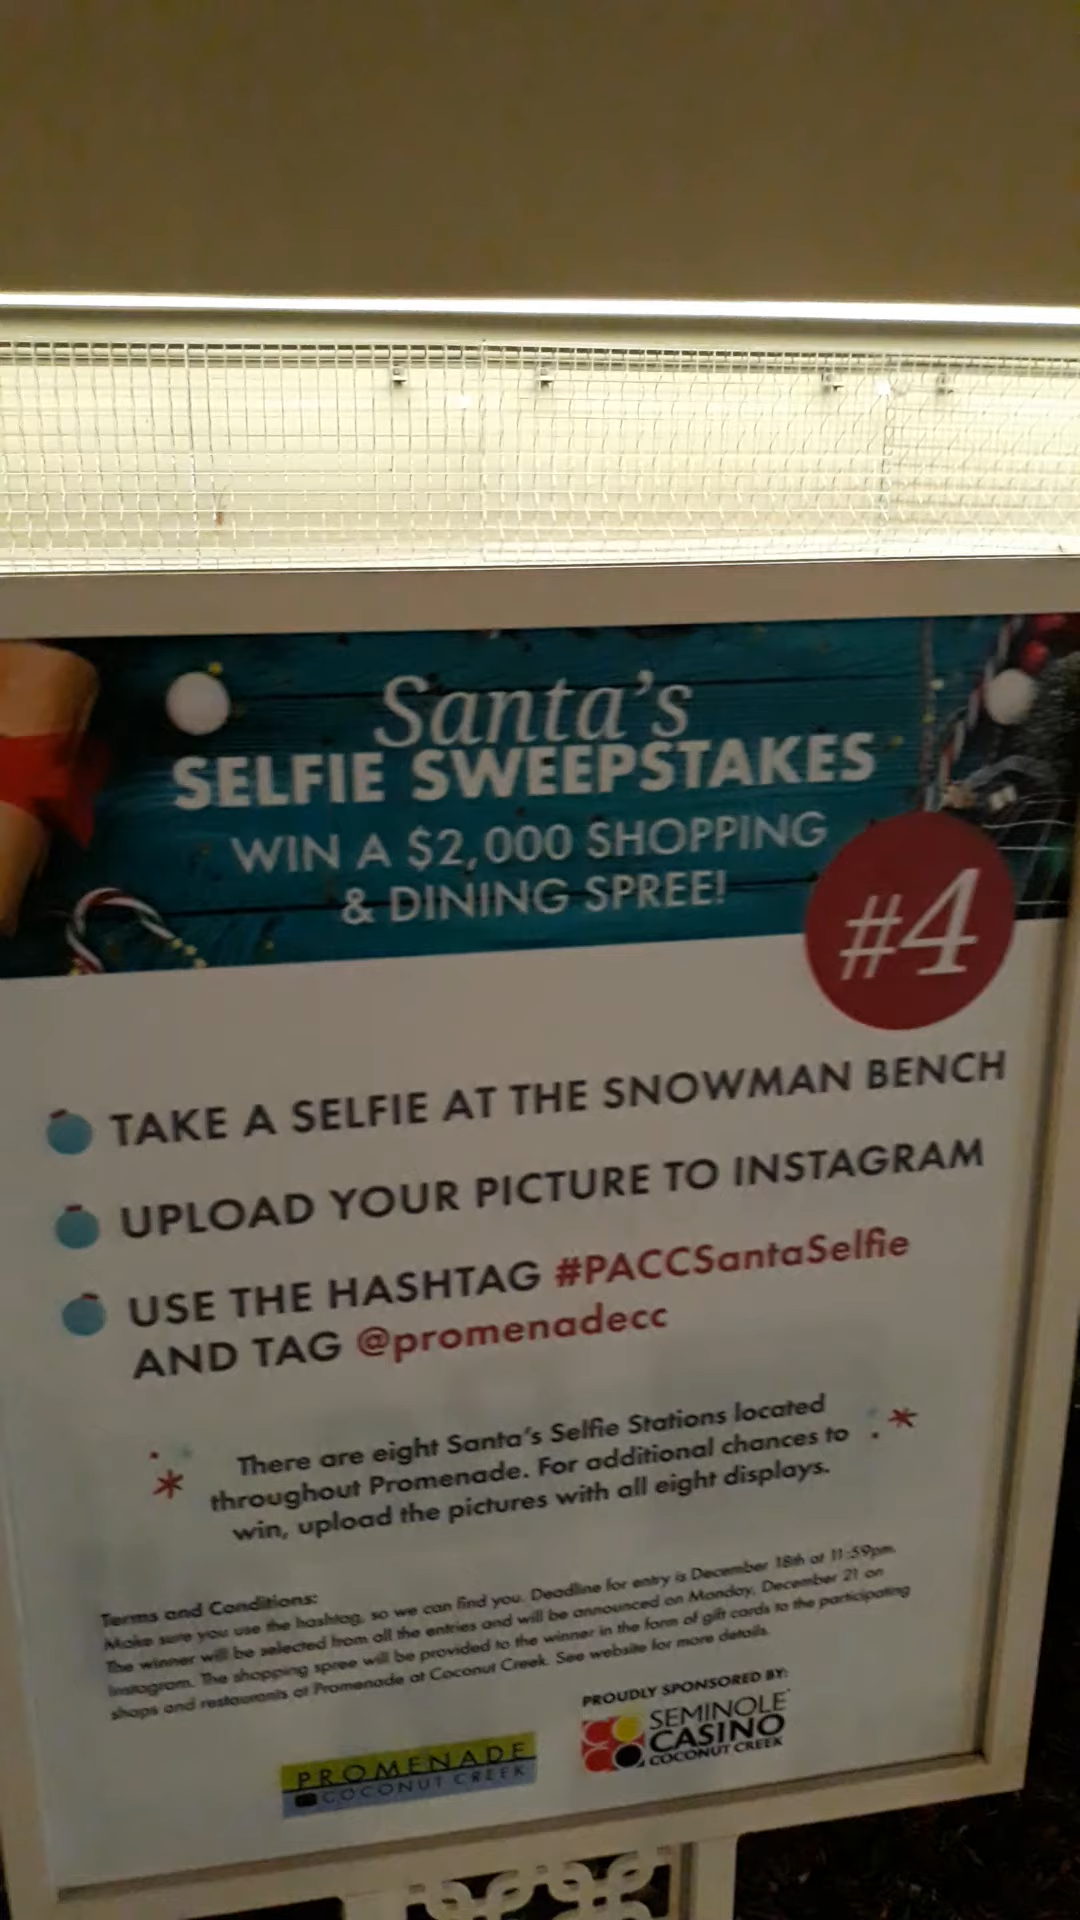 Santa's
SELFIE SWEEPSTAKES
WIN A $2,000 SHOPPING
& DINING SPREE!
#4
TAKE A SELFIE AT THE SNOWMAN BENCH
UPLOAD YOUR PICTURE TO INSTAGRAM
USE THE HASHTAG #PACCSantaSelfie
AND TAG @promenadecc
There are eight Santa's Selfie Stations located
throughout Promenade. For additional chances to
win, upload the pictures with all eight displays.
Terms and Conditions:
Make sure you use the hashtag, so we can find you. Deadline for entry is December 18th at 11:59pm.
The winner will be selected from all the entries and will be announced on Monday, December 21 on
Instagram. The shopping spree will be provided to the winner in the form of gift cards to the participating
shops and restaurants at Promenade at Coconut Creek. See website for more details.
PROUDLY SPONSORED BY:
SEMINOLE
CASINO
COCONUT CREEK
PROMENADE
COCONUT CREEK